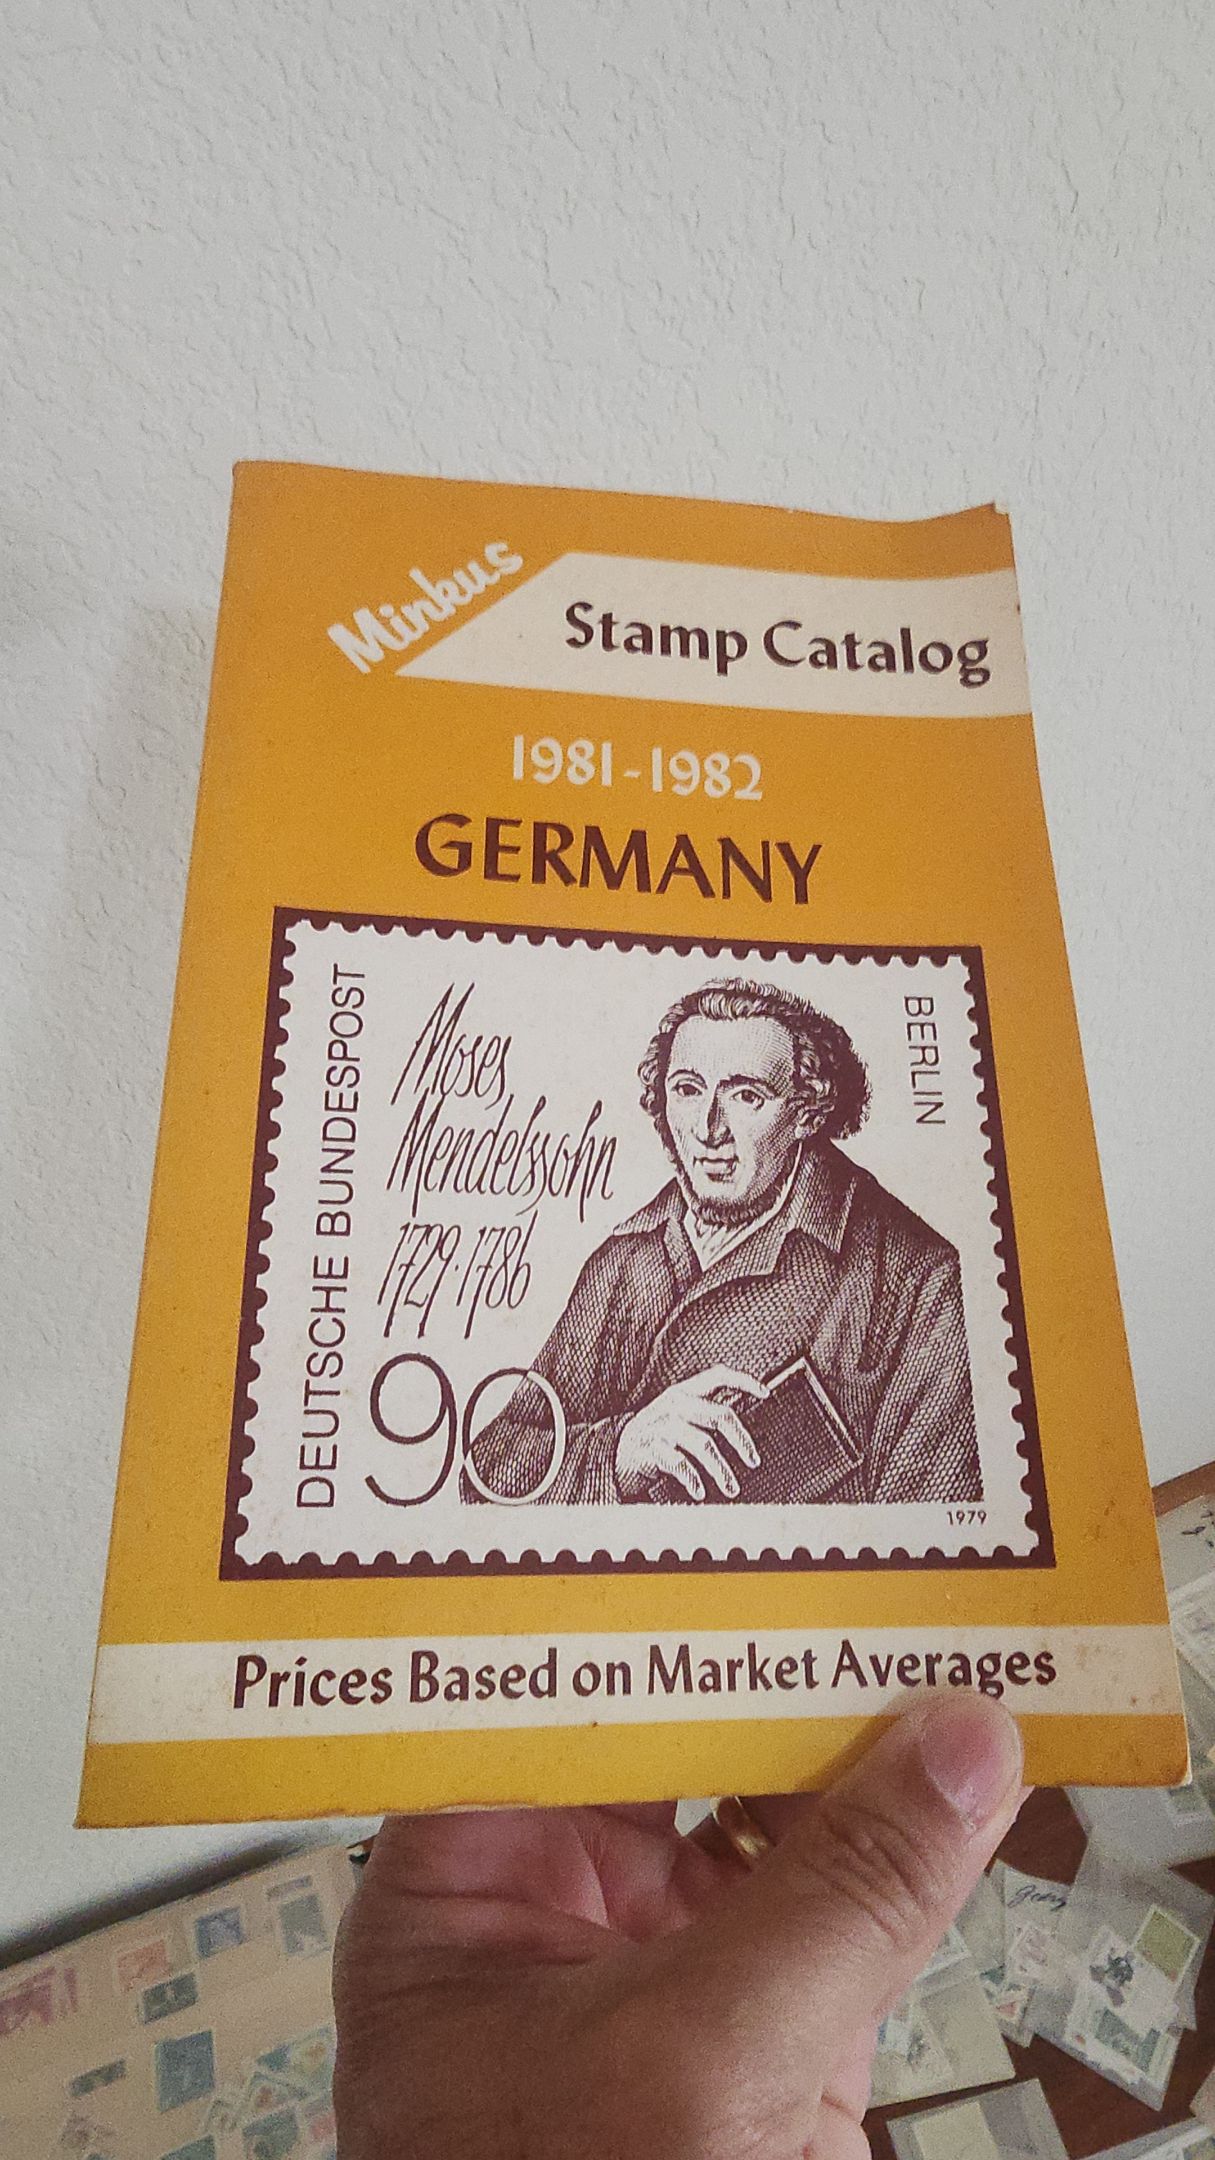 Minkus
Stamp Catalog
1981-1982
GERMANY
DEUTSCHE BUNDESPOST
Moses
Mendelssohn
1729·1786
90
BERLIN
1979
Prices Based on Market Averages